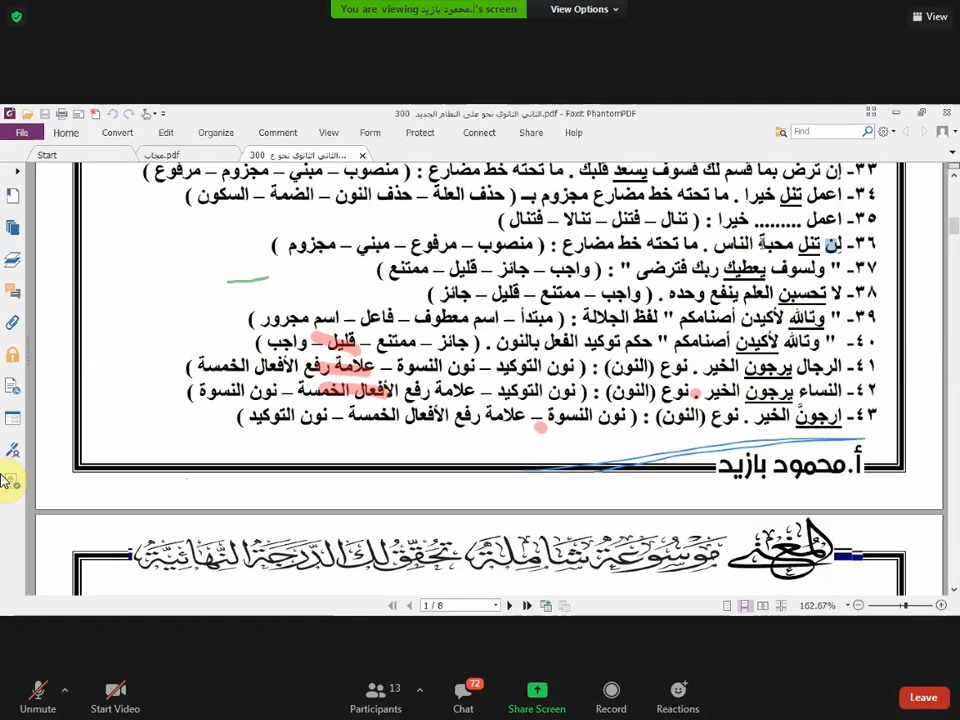 You are viewing أ.محمود بازيد's screen
View Options
View
الثاني الثانوي نحو على النظام الجديد 300.pdf - Foxit PhantomPDF
File
Home
Convert
Edit
Organize
Comment
View
Form
Protect
Connect
Share
Help
Find
Start
مجاب.pdf
الثاني الثانوي نحو ع 300...
٣٣- إن ترض بما قسم لك فسوف يسعد قلبك . ما تحته خط مضارع : ( منصوب – مبني – مجزوم – مرفوع )
٣٤- اعمل تنل خيرا . ما تحته خط مضارع مجزوم بـ ( حذف العلة – حذف النون – الضمة – السكون )
٣٥- اعمل ......... خيرا : ( تنال – فتنل – تنالا – فتنال )
٣٦- لن تنل محبة الناس . ما تحته خط مضارع : ( منصوب – مرفوع – مبني – مجزوم )
٣٧- " ولسوف يعطيك ربك فترضى " : ( واجب – جائز – قليل – ممتنع )
٣٨- لا تحسبن العلم ينفع وحده . ( واجب – ممتنع – قليل – جائز )
٣٩- " وتالله لأكيدن أصنامكم " لفظ الجلالة : ( مبتدأ – اسم معطوف – فاعل – اسم مجرور )
٤٠- " وتالله لأكيدن أصنامكم " حكم توكيد الفعل بالنون . ( جائز – ممتنع – قليل – واجب )
٤١- الرجال يرجون الخير . نوع (النون) : ( نون التوكيد – نون النسوة – علامة رفع الأفعال الخمسة )
٤٢- النساء يرجون الخير . نوع (النون) : ( نون التوكيد – علامة رفع الأفعال الخمسة – نون النسوة )
٤٣- ارجونَّ الخير . نوع (النون) : ( نون النسوة – علامة رفع الأفعال الخمسة – نون التوكيد )
أ.محمود بازيد
المغني مَوْسُوعَة شَامِلَة، تحَقِّق لَكَ الدَّرَجَة النِّهَائِيَّة
1 / 8
162.67%
Unmute
Start Video
13
Participants
72
Chat
Share Screen
Record
Reactions
Leave